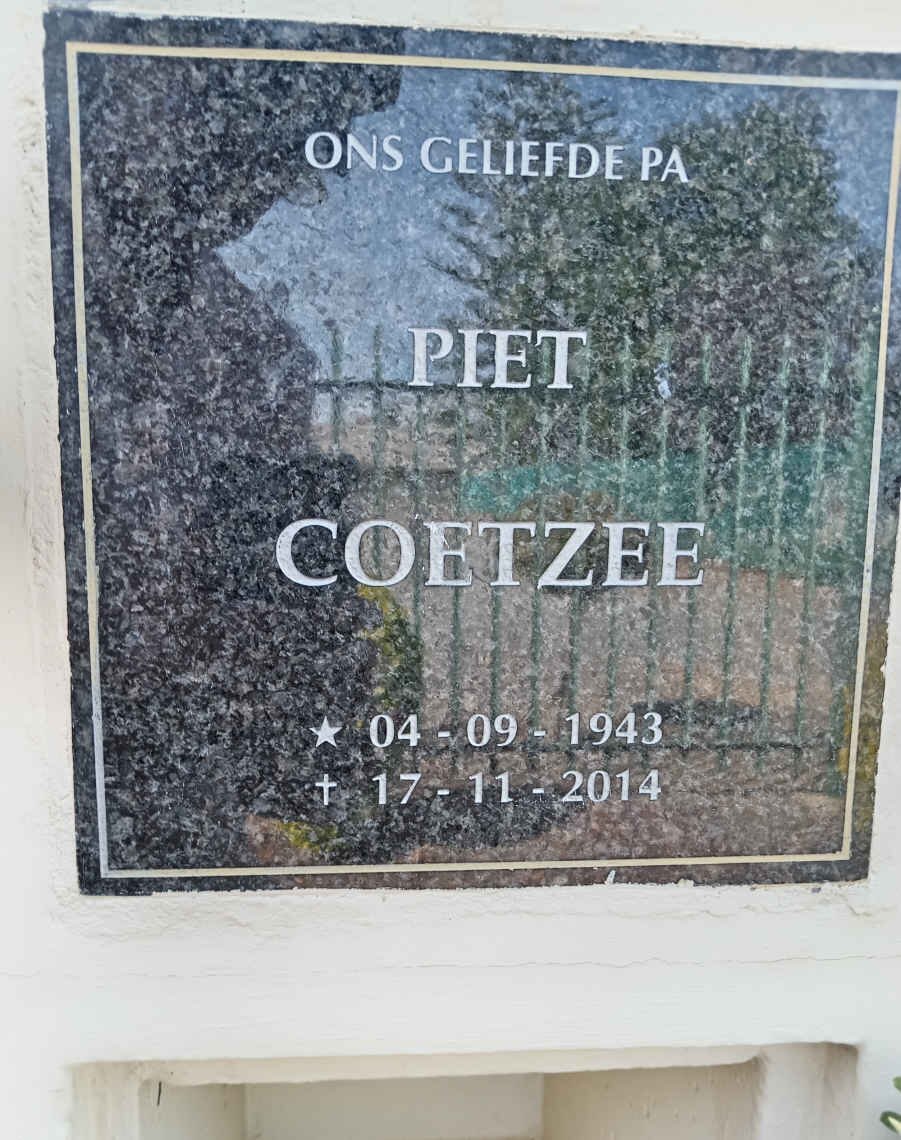 ONS GELIEFDE PA
PIET
COETZEE
★ 04 - 09 - 1943
✝ 17 - 11 - 2014